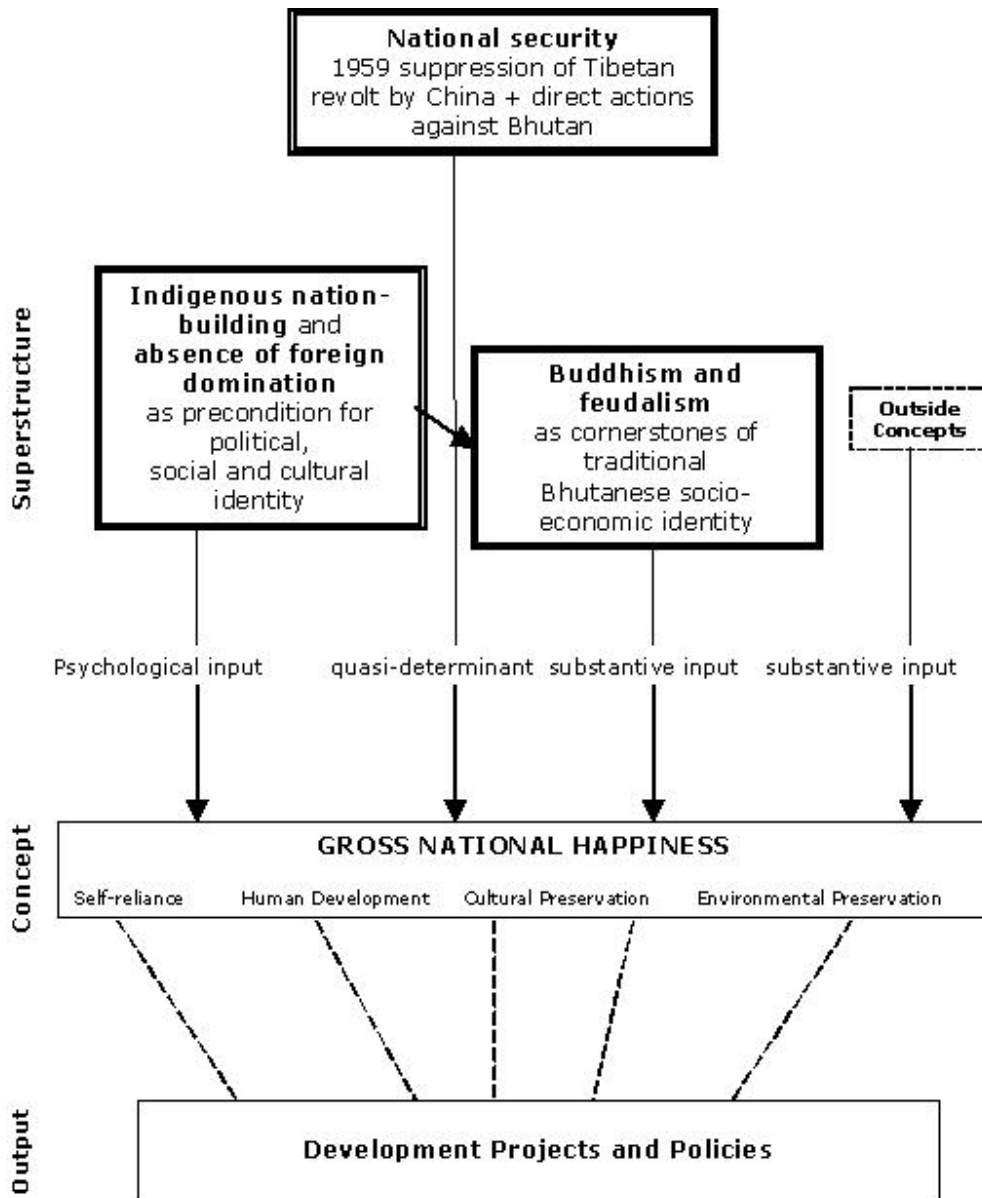 National security
1959 suppression of Tibetan
revolt by China + direct actions
against Bhutan
Superstructure
Indigenous nation-
building and
absence of foreign
domination
as precondition for
political,
social and cultural
identity
Buddhism and
feudalism
as cornerstones of
traditional
Bhutanese socio-
economic identity
Outside
Concepts
Psychological input
quasi-determinant
substantive input
substantive input
Concept
GROSS NATIONAL HAPPINESS
Self-reliance
Human Development
Cultural Preservation
Environmental Preservation
Output
Development Projects and Policies